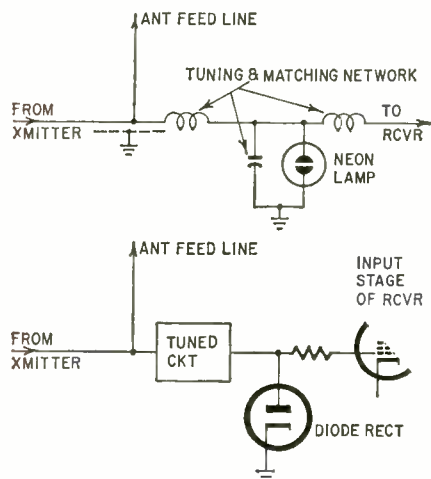 ANT FEED LINE
TUNING & MATCHING NETWORK
FROM
XMITTER
TO
RCVR
NEON
LAMP
ANT FEED LINE
INPUT
STAGE
OF RCVR
FROM
XMITTER
TUNED
CKT
DIODE RECT